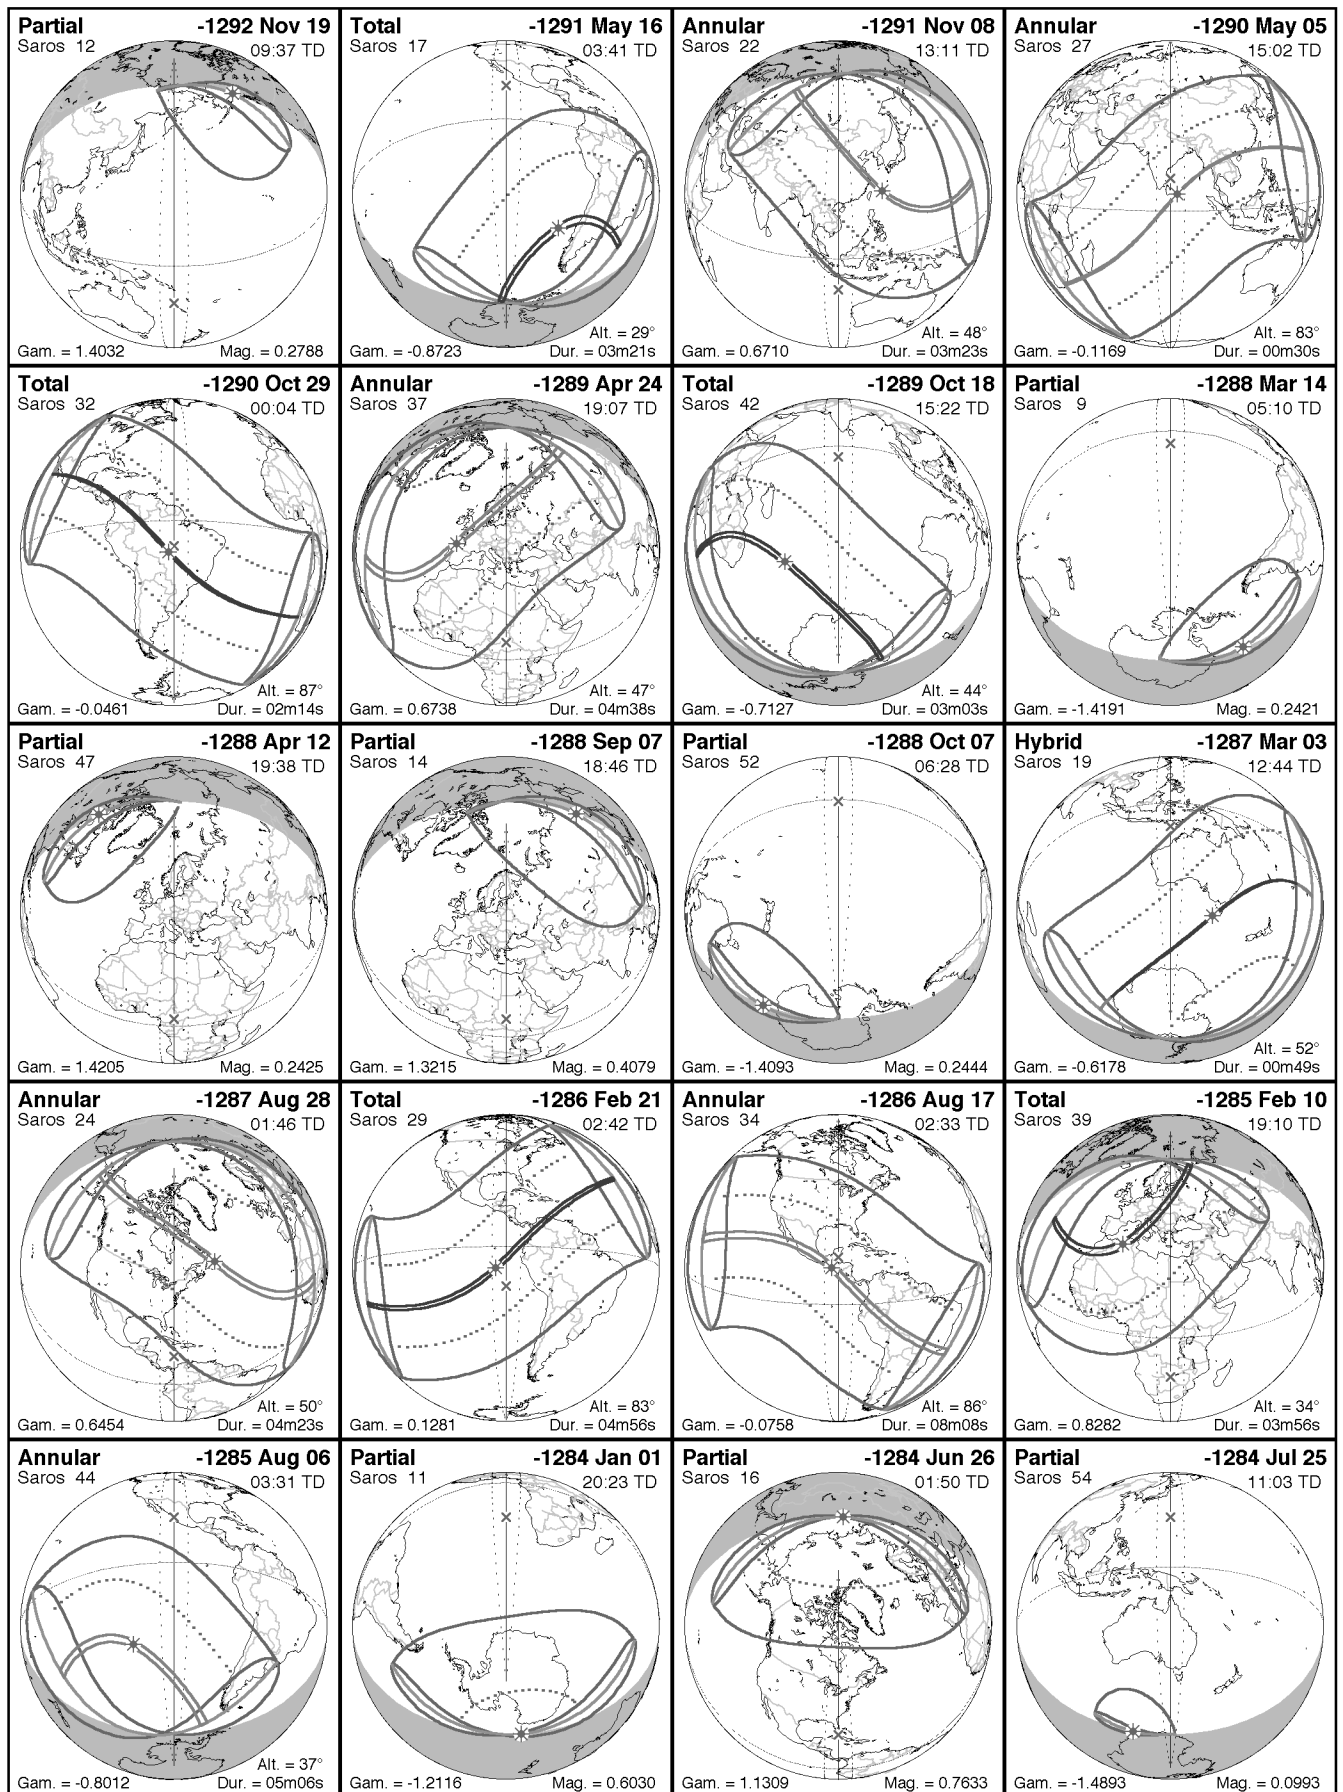 Partial -1292 Nov 19
Saros 12 09:37 TD
Gam. = 1.4032 Mag. = 0.2788
Total -1291 May 16
Saros 17 03:41 TD
Alt. = 29°
Gam. = -0.8723 Dur. = 03m21s
Annular -1291 Nov 08
Saros 22 13:11 TD
Alt. = 48°
Gam. = 0.6710 Dur. = 03m23s
Annular -1290 May 05
Saros 27 15:02 TD
Alt. = 83°
Gam. = -0.1169 Dur. = 00m30s
Total -1290 Oct 29
Saros 32 00:04 TD
Alt. = 87°
Gam. = -0.0461 Dur. = 02m14s
Annular -1289 Apr 24
Saros 37 19:07 TD
Alt. = 47°
Gam. = 0.6738 Dur. = 04m38s
Total -1289 Oct 18
Saros 42 15:22 TD
Alt. = 44°
Gam. = -0.7127 Dur. = 03m03s
Partial -1288 Mar 14
Saros 9 05:10 TD
Gam. = -1.4191 Mag. = 0.2421
Partial -1288 Apr 12
Saros 47 19:38 TD
Gam. = 1.4205 Mag. = 0.2425
Partial -1288 Sep 07
Saros 14 18:46 TD
Gam. = 1.3215 Mag. = 0.4079
Partial -1288 Oct 07
Saros 52 06:28 TD
Gam. = -1.4093 Mag. = 0.2444
Hybrid -1287 Mar 03
Saros 19 12:44 TD
Alt. = 52°
Gam. = -0.6178 Dur. = 00m49s
Annular -1287 Aug 28
Saros 24 01:46 TD
Alt. = 50°
Gam. = 0.6454 Dur. = 04m23s
Total -1286 Feb 21
Saros 29 02:42 TD
Alt. = 83°
Gam. = 0.1281 Dur. = 04m56s
Annular -1286 Aug 17
Saros 34 02:33 TD
Alt. = 86°
Gam. = -0.0758 Dur. = 08m08s
Total -1285 Feb 10
Saros 39 19:10 TD
Alt. = 34°
Gam. = 0.8282 Dur. = 03m56s
Annular -1285 Aug 06
Saros 44 03:31 TD
Alt. = 37°
Gam. = -0.8012 Dur. = 05m06s
Partial -1284 Jan 01
Saros 11 20:23 TD
Gam. = -1.2116 Mag. = 0.6030
Partial -1284 Jun 26
Saros 16 01:50 TD
Gam. = 1.1309 Mag. = 0.7633
Partial -1284 Jul 25
Saros 54 11:03 TD
Gam. = -1.4893 Mag. = 0.0993